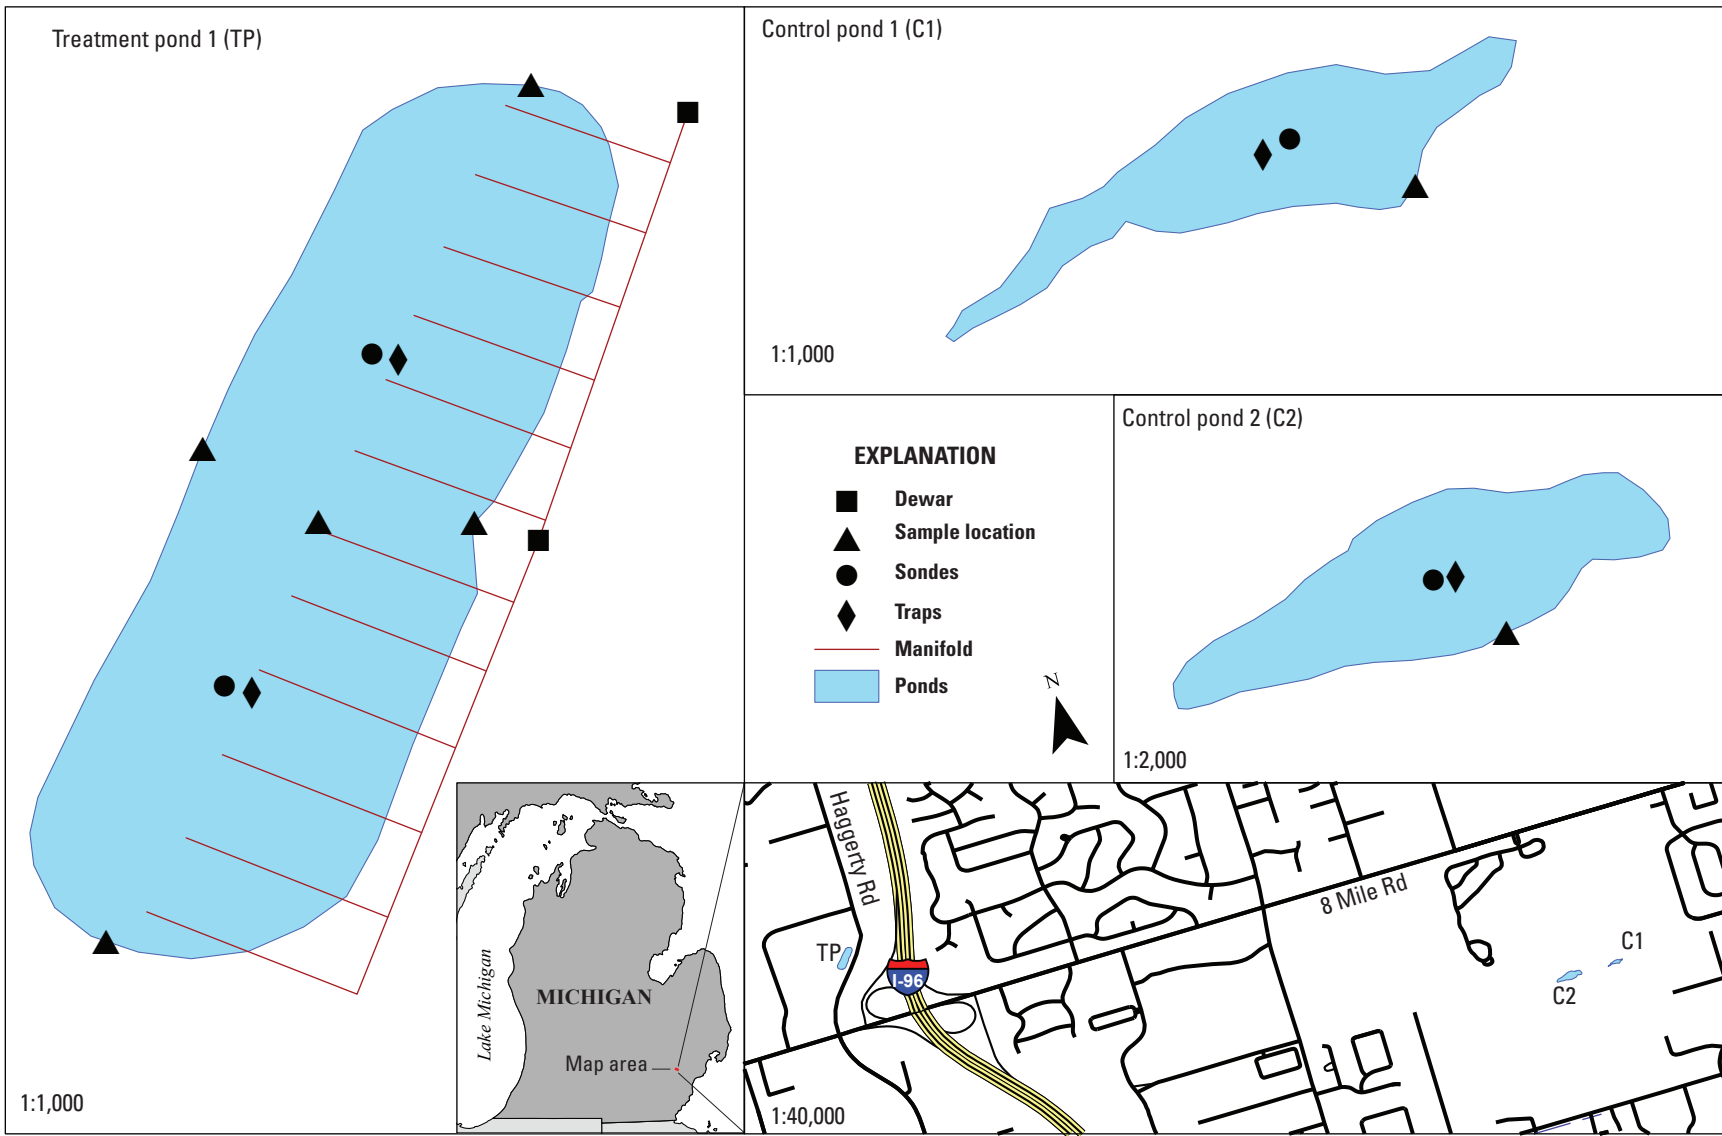 Treatment pond 1 (TP)
1:1,000
Control pond 1 (C1)
1:1,000
EXPLANATION
Dewar
Sample location
Sondes
Traps
Manifold
Ponds
N
Control pond 2 (C2)
1:2,000
Lake Michigan
MICHIGAN
Map area
Haggerty Rd
8 Mile Rd
TP
I-96
C1
C2
1:40,000